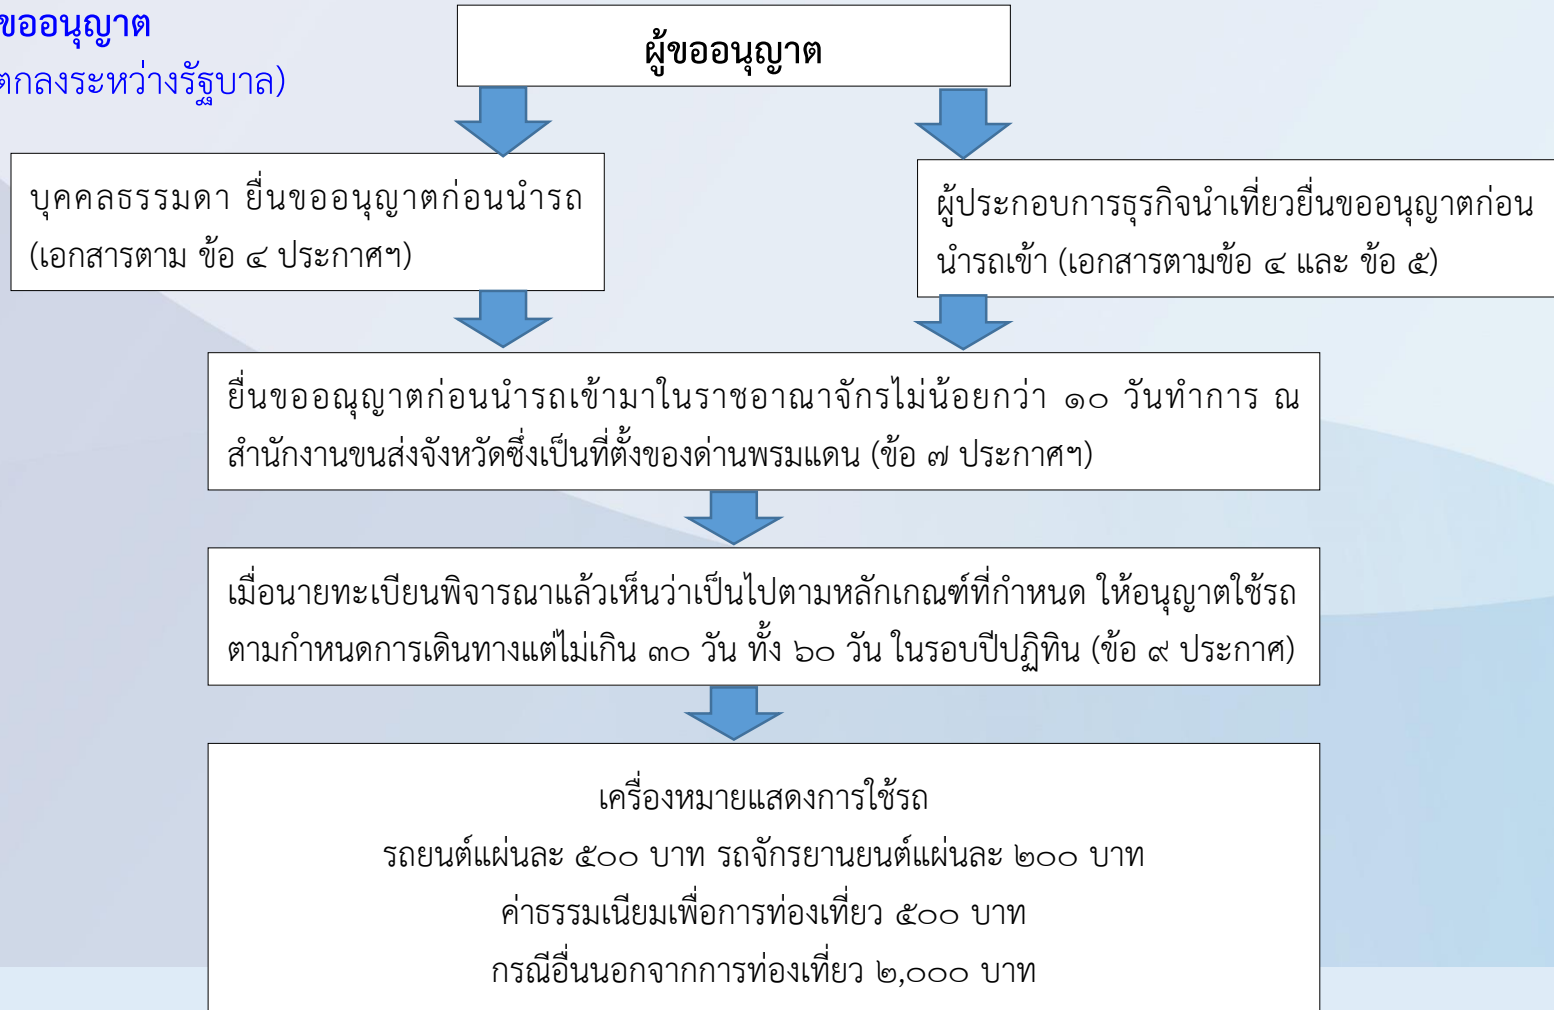 ขออนุญาต
ตกลงระหว่างรัฐบาล)
ผู้ขออนุญาต
บุคคลธรรมดา ยื่นขออนุญาตก่อนนำรถ
(เอกสารตาม ข้อ ๔ ประกาศฯ)
ผู้ประกอบการธุรกิจนำเที่ยวยื่นขออนุญาตก่อน
นำรถเข้า (เอกสารตามข้อ ๔ และ ข้อ ๕)
ยื่นขออณุญาตก่อนนำรถเข้ามาในราชอาณาจักรไม่น้อยกว่า ๑๐ วันทำการ ณ
สำนักงานขนส่งจังหวัดซึ่งเป็นที่ตั้งของด่านพรมแดน (ข้อ ๗ ประกาศฯ)
เมื่อนายทะเบียนพิจารณาแล้วเห็นว่าเป็นไปตามหลักเกณฑ์ที่กำหนด ให้อนุญาตใช้รถ
ตามกำหนดการเดินทางแต่ไม่เกิน ๓๐ วัน ทั้ง ๖๐ วัน ในรอบปีปฏิทิน (ข้อ ๙ ประกาศ)
เครื่องหมายแสดงการใช้รถ
รถยนต์แผ่นละ ๕๐๐ บาท รถจักรยานยนต์แผ่นละ ๒๐๐ บาท
ค่าธรรมเนียมเพื่อการท่องเที่ยว ๕๐๐ บาท
กรณีอื่นนอกจากการท่องเที่ยว ๒,๐๐๐ บาท